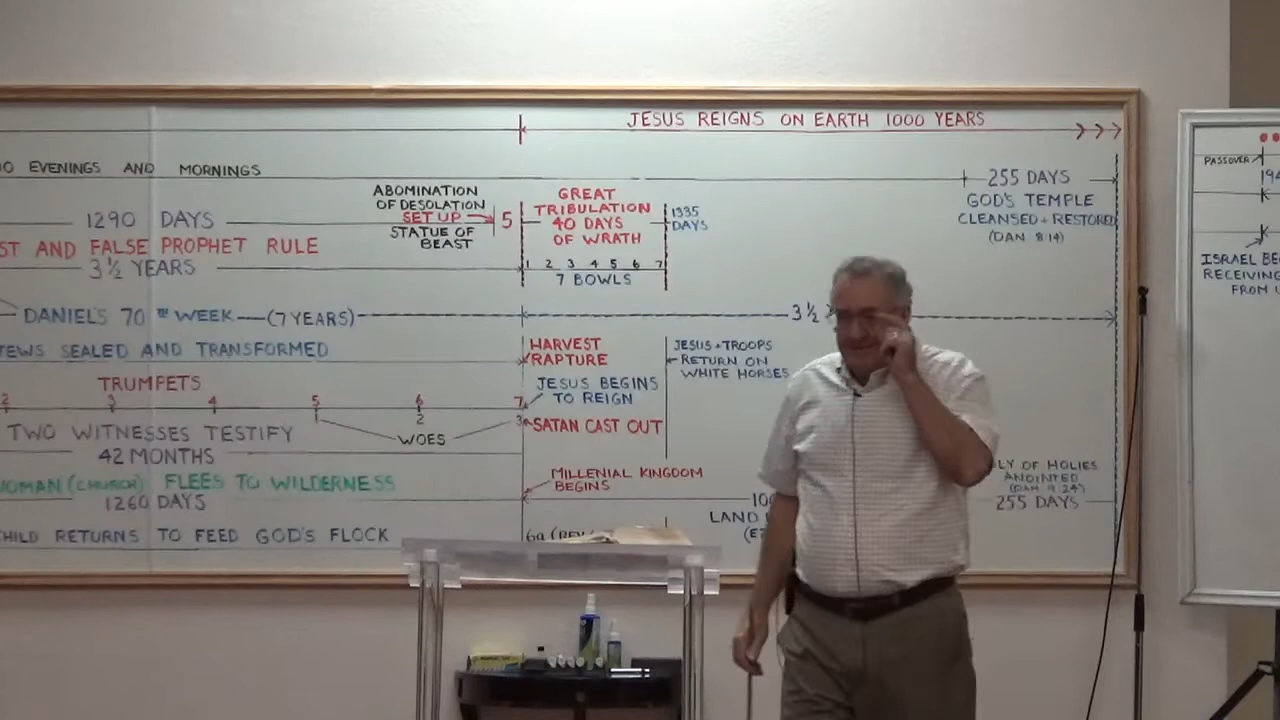 JESUS REIGNS ON EARTH 1000 YEARS
EVENINGS AND MORNINGS
255 DAYS
GOD'S TEMPLE
CLEANSED + RESTORED
(DAN 8:14)
ABOMINATION
OF DESOLATION
SET UP
STATUE OF
BEAST
5
GREAT
TRIBULATION
40 DAYS
OF WRATH
1 2 3 4 5 6 7
7 BOWLS
1335
DAYS
1290 DAYS
AND FALSE PROPHET RULE
3½ YEARS
DANIEL'S 70TH WEEK (7 YEARS)
3½
SEALED AND TRANSFORMED
HARVEST
RAPTURE
JESUS + TROOPS
RETURN ON
WHITE HORSES
JESUS BEGINS
TO REIGN
TRUMPETS
2 3 4 5 6 7
1 2 3
WOES
SATAN CAST OUT
TWO WITNESSES TESTIFY
42 MONTHS
WOMAN (CHURCH) FLEES TO WILDERNESS
1260 DAYS
MILLENIAL KINGDOM
BEGINS
OF HOLIES
ANOINTED
(DAN 9:24)
255 DAYS
LAND
CHILD RETURNS TO FEED GOD'S FLOCK
PASSOVER
ISRAEL
RECEIVING
FROM